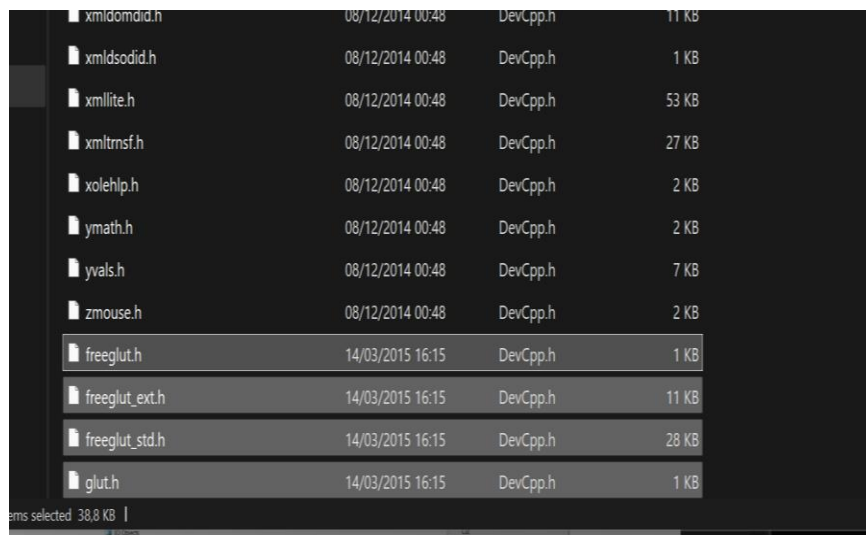 xmldomdid.h 08/12/2014 00:48 DevCpp.h 11 KB
xmldsodid.h 08/12/2014 00:48 DevCpp.h 1 KB
xmllite.h 08/12/2014 00:48 DevCpp.h 53 KB
xmltrnsf.h 08/12/2014 00:48 DevCpp.h 27 KB
xolehlp.h 08/12/2014 00:48 DevCpp.h 2 KB
ymath.h 08/12/2014 00:48 DevCpp.h 2 KB
yvals.h 08/12/2014 00:48 DevCpp.h 7 KB
zmouse.h 08/12/2014 00:48 DevCpp.h 2 KB
freeglut.h 14/03/2015 16:15 DevCpp.h 1 KB
freeglut_ext.h 14/03/2015 16:15 DevCpp.h 11 KB
freeglut_std.h 14/03/2015 16:15 DevCpp.h 28 KB
glut.h 14/03/2015 16:15 DevCpp.h 1 KB
ems selected 38,8 KB